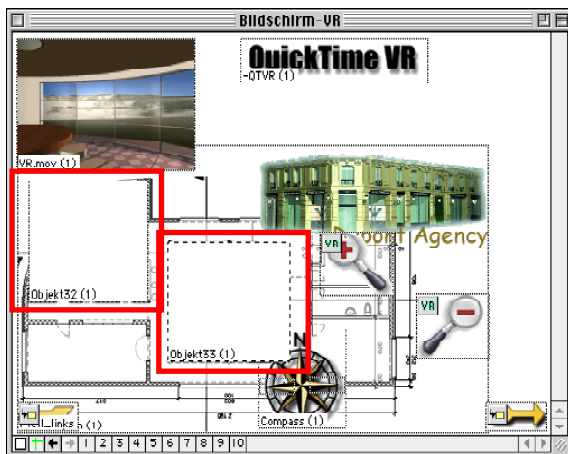 Bildschirm-VR
QuickTime VR
-QTVR (1)
VR.mov (1)
Agency
VR
Objekt32 (1)
VR
Objekt33 (1)
N
Compass (1)
1 2 3 4 5 6 7 8 9 10